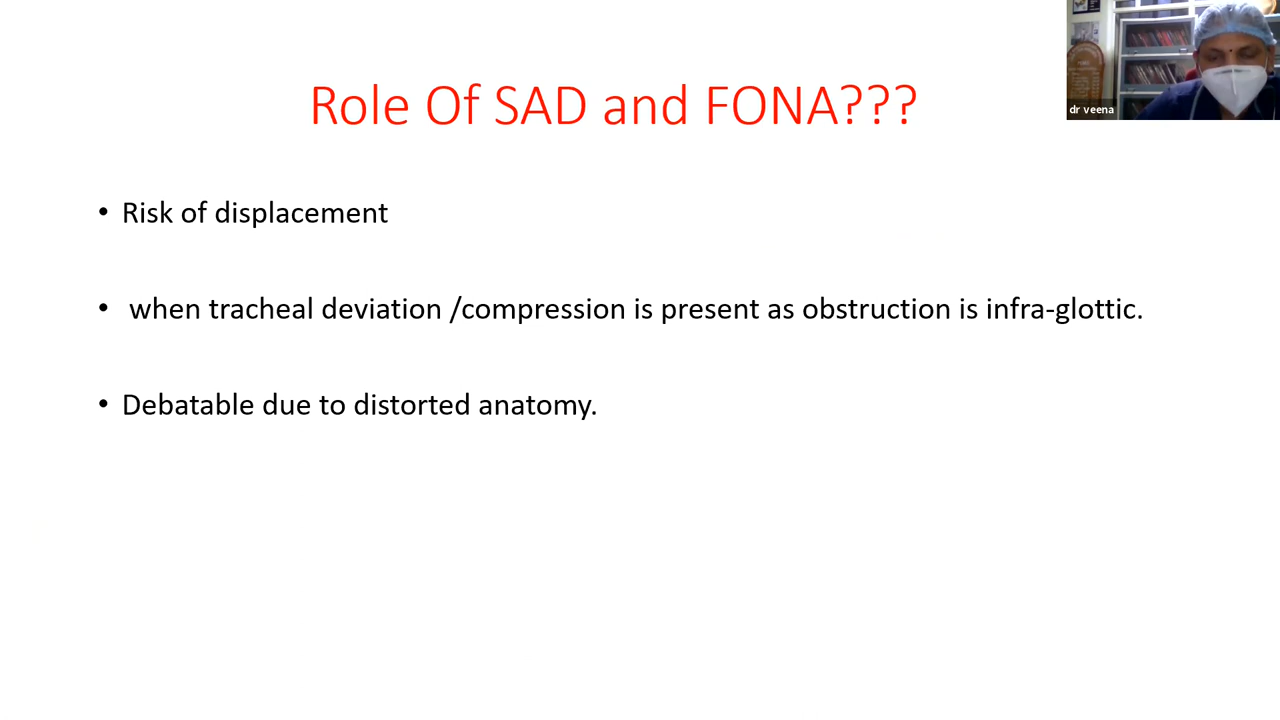 Role Of SAD and FONA???
dr veena
• Risk of displacement
• when tracheal deviation /compression is present as obstruction is infra-glottic.
• Debatable due to distorted anatomy.